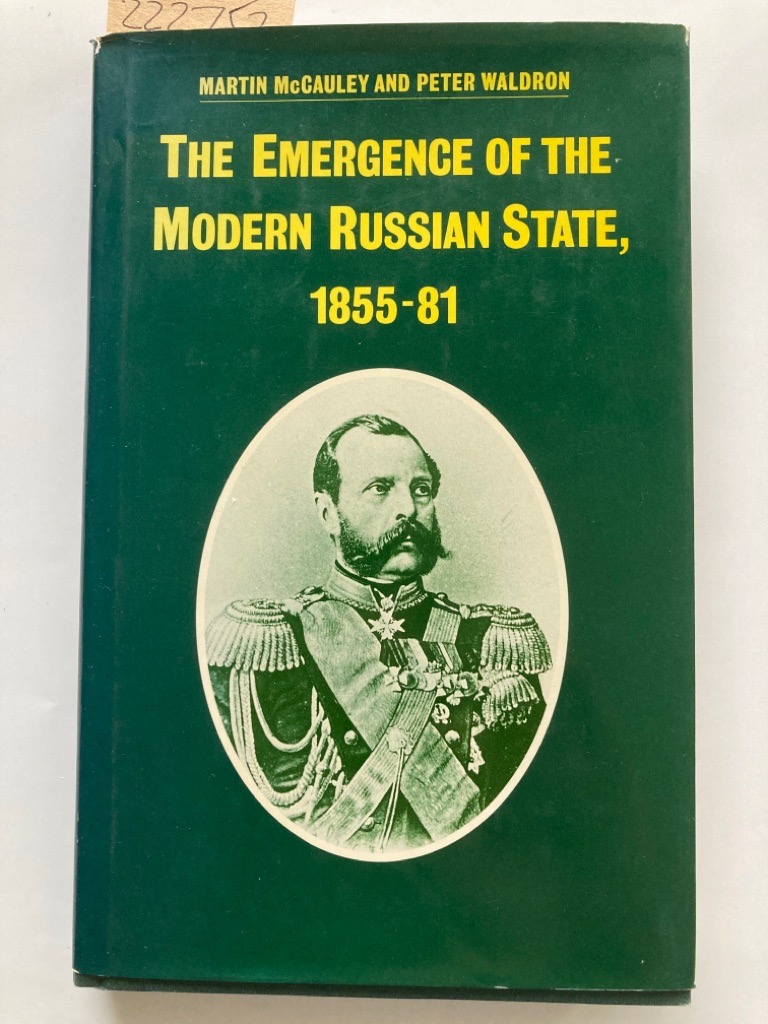 MARTIN McCAULEY AND PETER WALDRON
THE EMERGENCE OF THE
MODERN RUSSIAN STATE,
1855-81